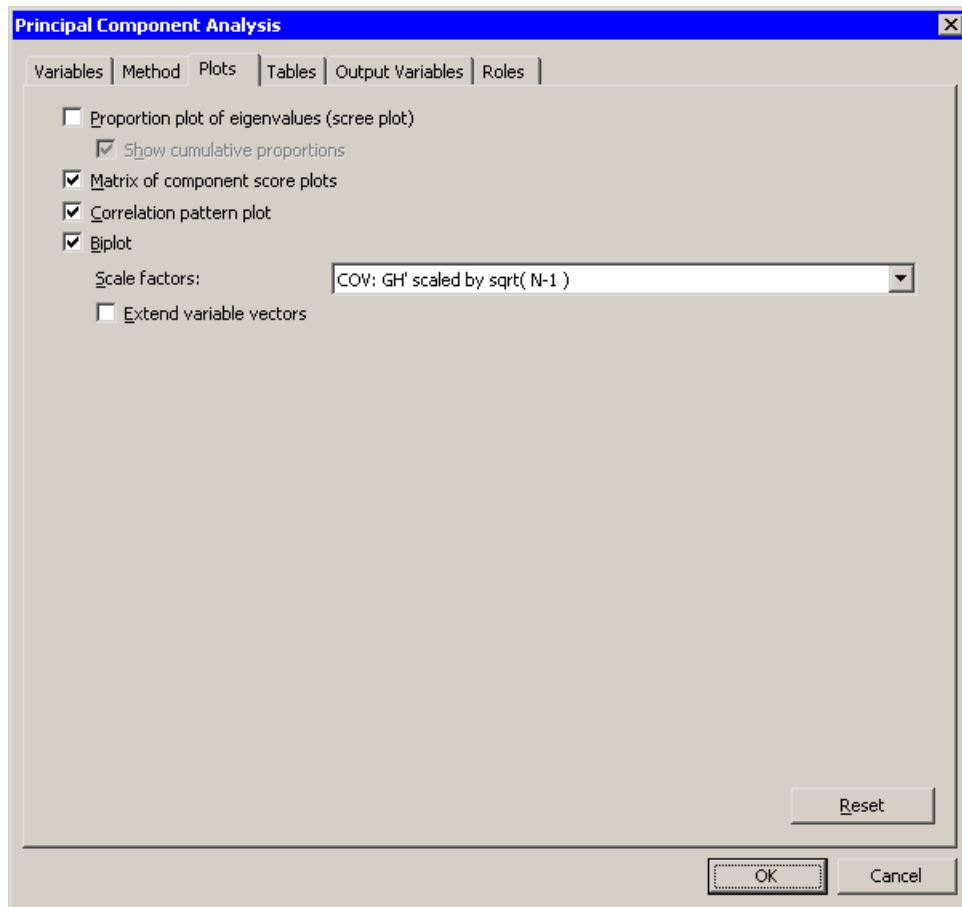 Principal Component Analysis
Variables Method Plots Tables Output Variables Roles
Proportion plot of eigenvalues (scree plot)
Show cumulative proportions
Matrix of component score plots
Correlation pattern plot
Biplot
Scale factors: COV: GH' scaled by sqrt( N-1 )
Extend variable vectors
Reset
OK Cancel